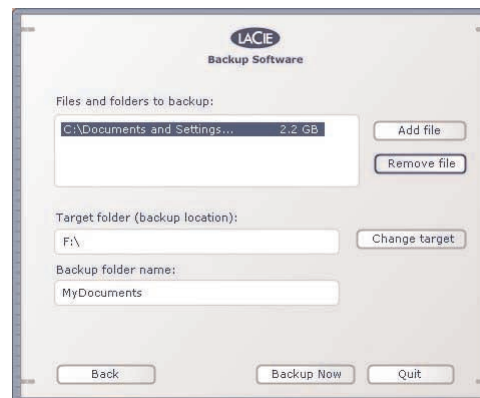 LACIE
Backup Software
Files and folders to backup:
C:\Documents and Settings... 2.2 GB
Add file
Remove file
Target folder (backup location):
F:\
Change target
Backup folder name:
MyDocuments
Back
Backup Now
Quit